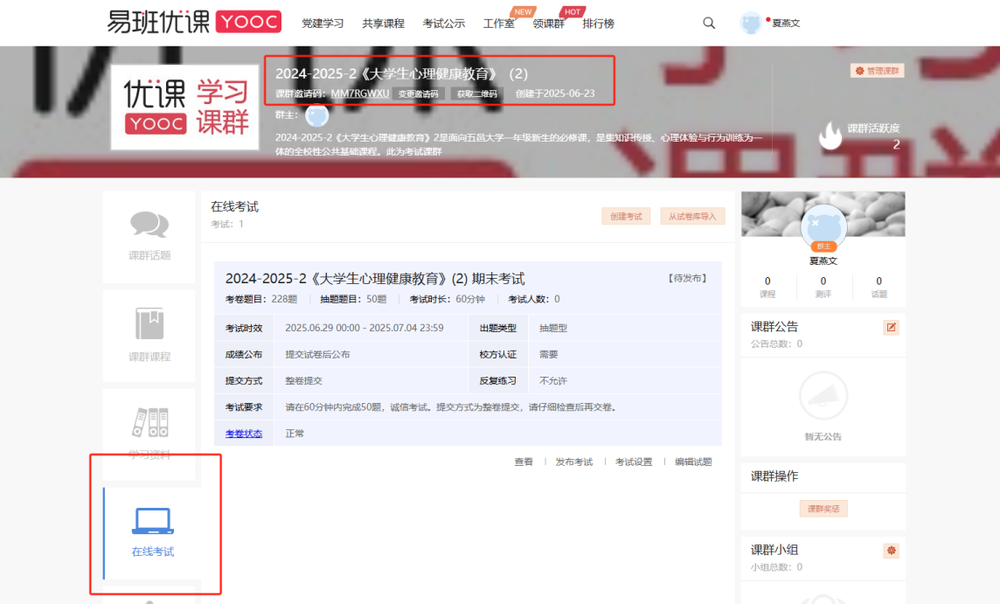 易班优课 YOOC 党建学习 共享课程 考试公示 工作室 NEW 领课群 HOT 排行榜 夏燕文
优课 YOOC 学习课群
2024-2025-2《大学生心理健康教育》（2）
课群邀请码：MM7RGWXU 变更邀请码 获取二维码 创建于2025-06-23
管理课群
群主：
2024-2025-2《大学生心理健康教育》2是面向五邑大学一年级新生的必修课，是集知识传授、心理体验与行为训练为一
体的全校性公共基础课程。此为考试课群
课群活跃度
2
课群话题
课群课程
学习资料
在线考试
在线考试
考试：1
创建考试 从试卷库导入
2024-2025-2《大学生心理健康教育》(2) 期末考试 【待发布】
考卷题目：228题 抽题题目：50题 考试时长：60分钟 考试人数：0
考试时效 2025.06.29 00:00 - 2025.07.04 23:59 出题类型 抽题型
成绩公布 提交试卷后公布 校方认证 需要
提交方式 整卷提交 反复练习 不允许
考试要求 请在60分钟内完成50题，诚信考试。提交方式为整卷提交，请仔细检查后再交卷。
考卷状态 正常
查看 发布考试 考试设置 编辑试题
群主
夏燕文
0 0 0
课程 测评 话题
课群公告
公告总数：0
暂无公告
课群操作
课群奖惩
课群小组
小组总数：0